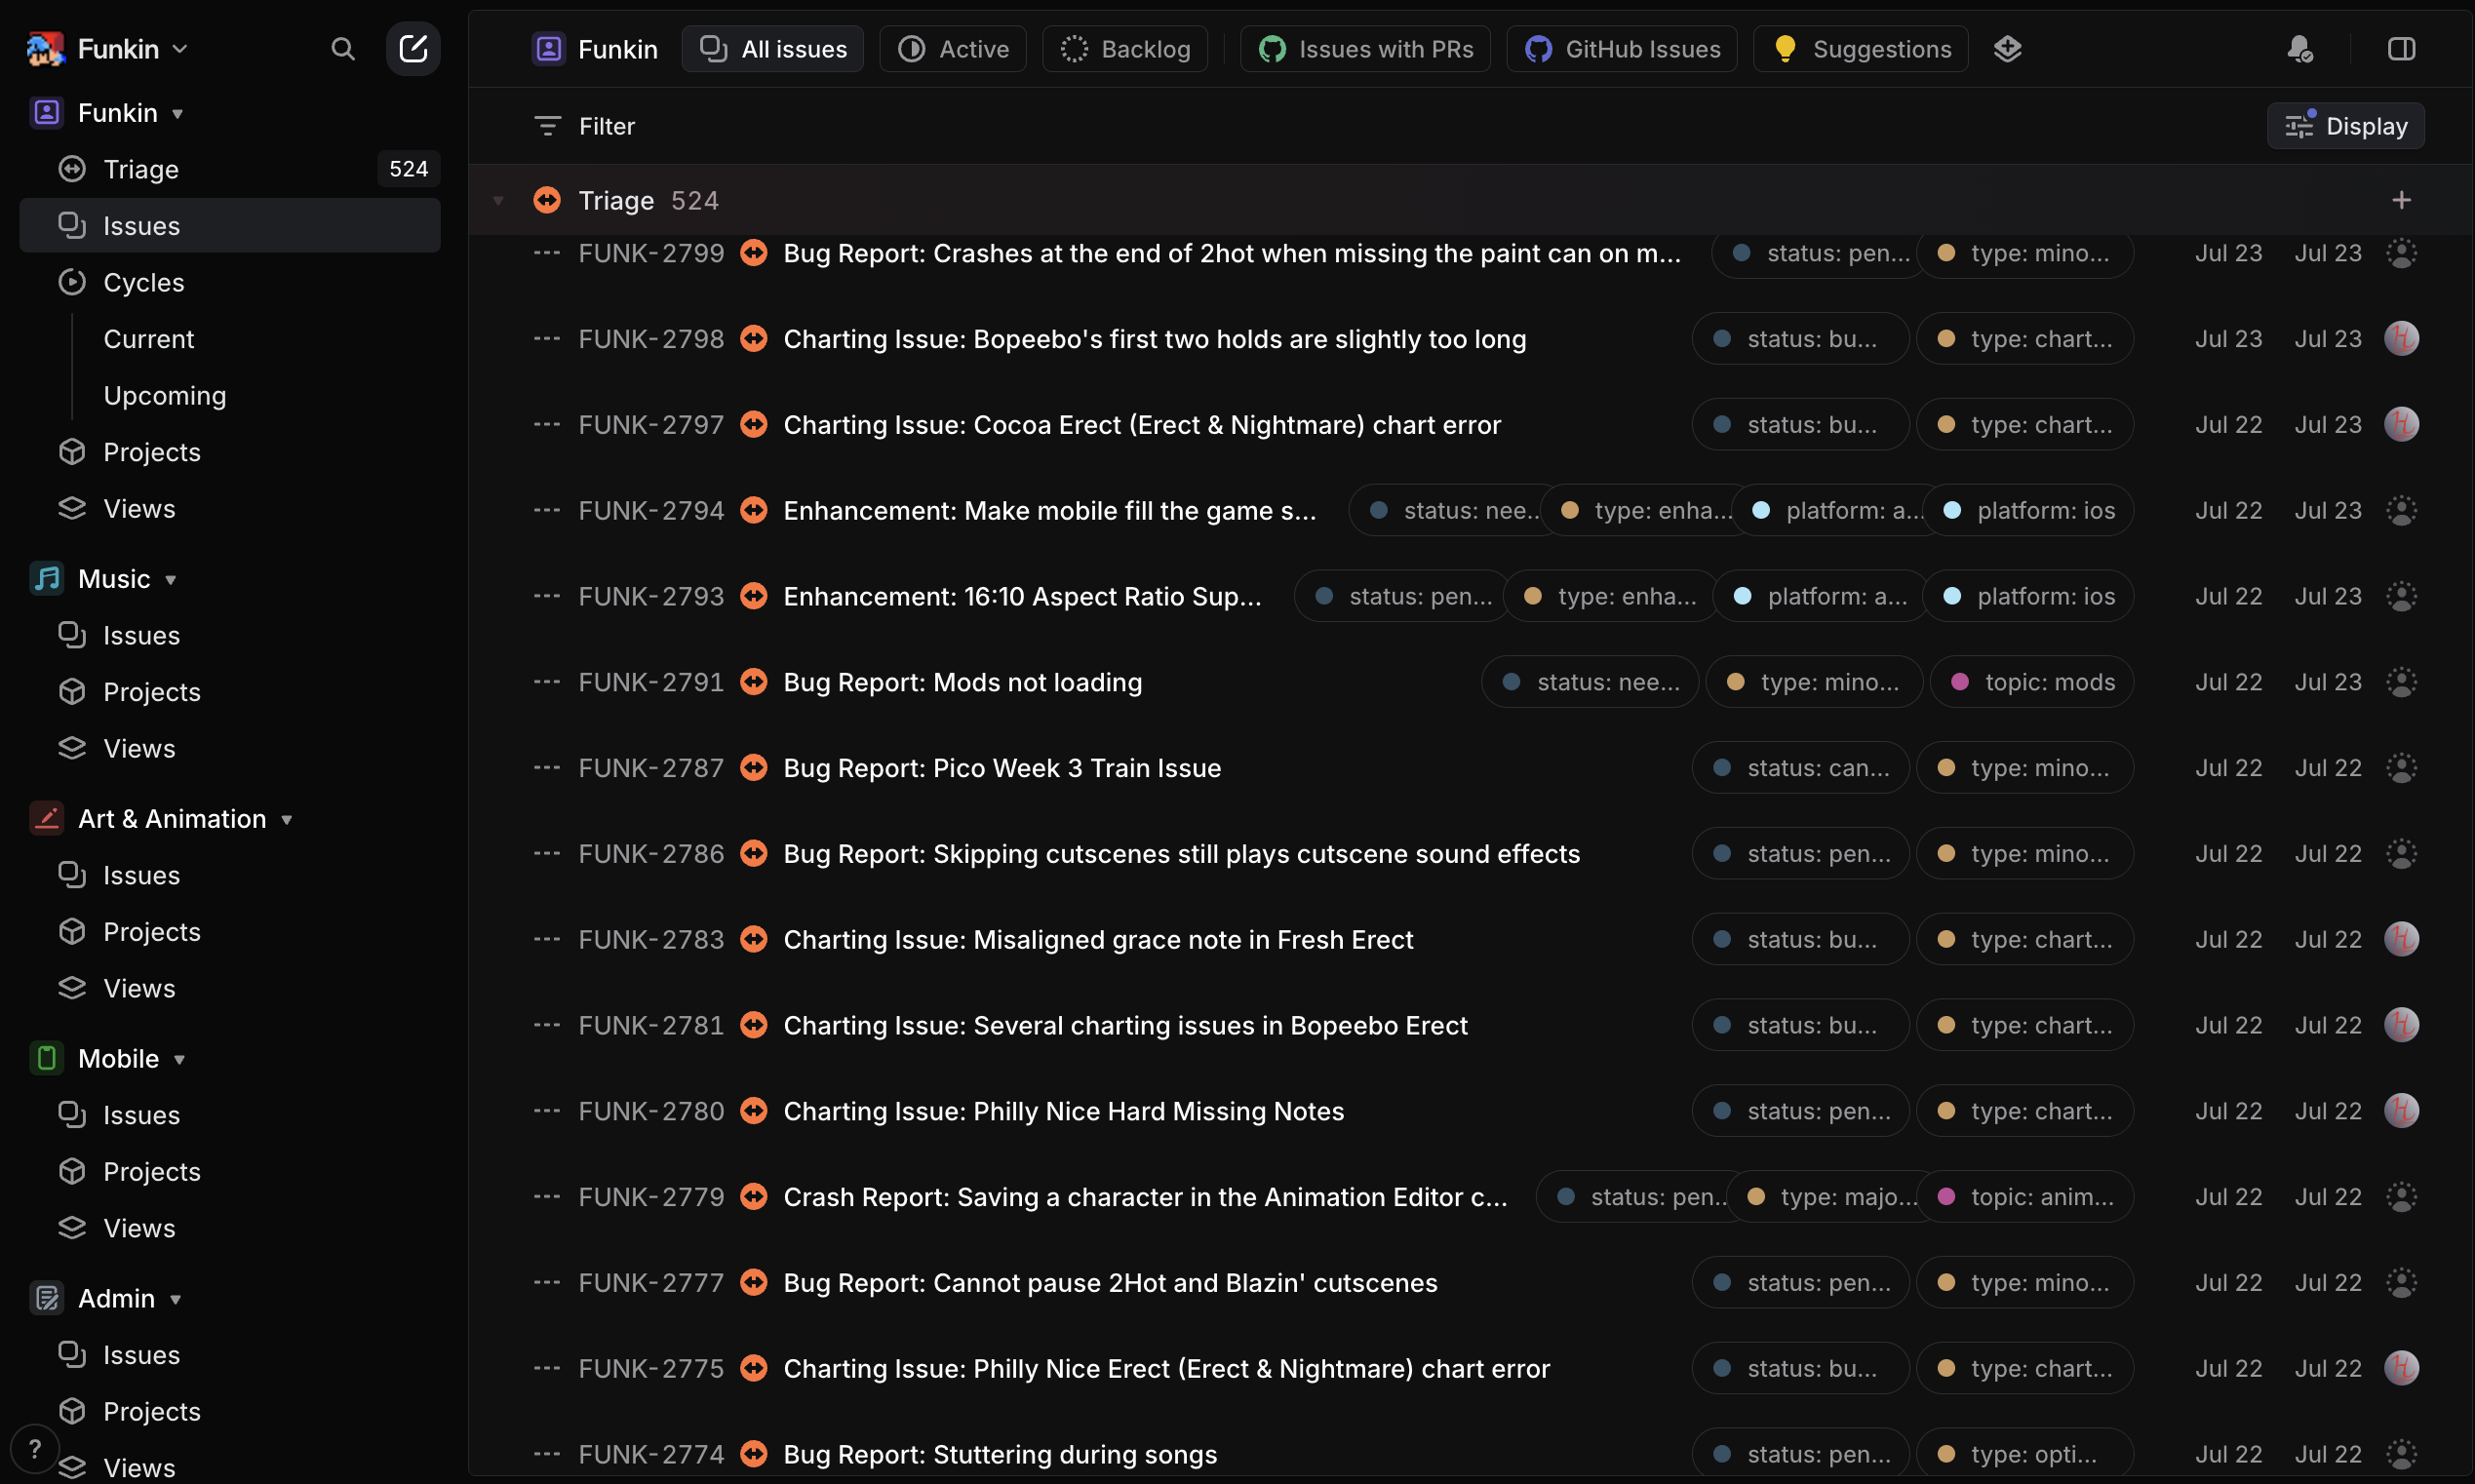 Funkin
Funkin
Triage 524
Issues
Cycles
Current
Upcoming
Projects
Views
Music
Issues
Projects
Views
Art & Animation
Issues
Projects
Views
Mobile
Issues
Projects
Views
Admin
Issues
Projects
Views
?
Funkin All issues Active Backlog Issues with PRs GitHub Issues Suggestions
Filter Display
Triage 524
FUNK-2799 Bug Report: Crashes at the end of 2hot when missing the paint can on m... status: pen... type: mino... Jul 23 Jul 23
FUNK-2798 Charting Issue: Bopeebo's first two holds are slightly too long status: bu... type: chart... Jul 23 Jul 23
FUNK-2797 Charting Issue: Cocoa Erect (Erect & Nightmare) chart error status: bu... type: chart... Jul 22 Jul 23
FUNK-2794 Enhancement: Make mobile fill the game s... status: nee... type: enha... platform: a... platform: ios Jul 22 Jul 23
FUNK-2793 Enhancement: 16:10 Aspect Ratio Sup... status: pen... type: enha... platform: a... platform: ios Jul 22 Jul 23
FUNK-2791 Bug Report: Mods not loading status: nee... type: mino... topic: mods Jul 22 Jul 23
FUNK-2787 Bug Report: Pico Week 3 Train Issue status: can... type: mino... Jul 22 Jul 22
FUNK-2786 Bug Report: Skipping cutscenes still plays cutscene sound effects status: pen... type: mino... Jul 22 Jul 22
FUNK-2783 Charting Issue: Misaligned grace note in Fresh Erect status: bu... type: chart... Jul 22 Jul 22
FUNK-2781 Charting Issue: Several charting issues in Bopeebo Erect status: bu... type: chart... Jul 22 Jul 22
FUNK-2780 Charting Issue: Philly Nice Hard Missing Notes status: pen... type: chart... Jul 22 Jul 22
FUNK-2779 Crash Report: Saving a character in the Animation Editor c... status: pen... type: majo... topic: anim... Jul 22 Jul 22
FUNK-2777 Bug Report: Cannot pause 2Hot and Blazin' cutscenes status: pen... type: mino... Jul 22 Jul 22
FUNK-2775 Charting Issue: Philly Nice Erect (Erect & Nightmare) chart error status: bu... type: chart... Jul 22 Jul 22
FUNK-2774 Bug Report: Stuttering during songs status: pen... type: opti... Jul 22 Jul 22